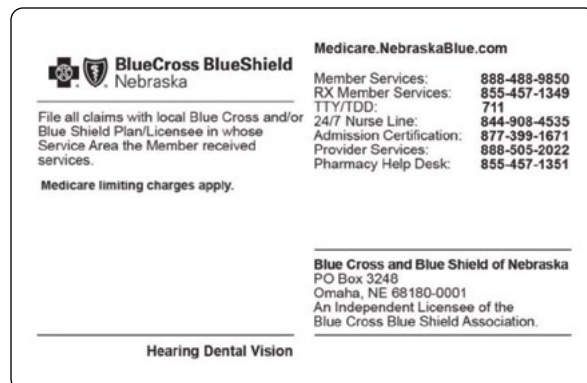 BlueCross BlueShield
Nebraska
File all claims with local Blue Cross and/or
Blue Shield Plan/Licensee in whose
Service Area the Member received
services.
Medicare limiting charges apply.
Hearing Dental Vision
Medicare.NebraskaBlue.com
Member Services: 888-488-9850
RX Member Services: 855-457-1349
TTY/TDD: 711
24/7 Nurse Line: 844-908-4535
Admission Certification: 877-399-1671
Provider Services: 888-505-2022
Pharmacy Help Desk: 855-457-1351
Blue Cross and Blue Shield of Nebraska
PO Box 3248
Omaha, NE 68180-0001
An Independent Licensee of the
Blue Cross Blue Shield Association.